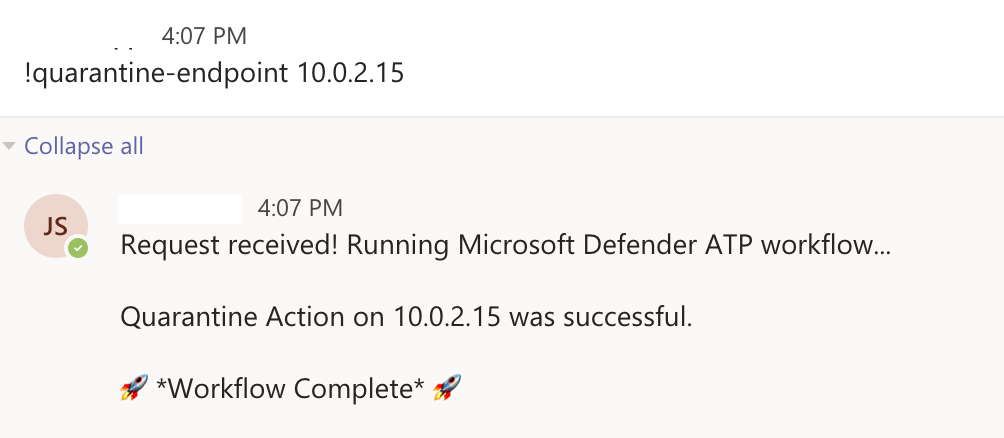 4:07 PM
!quarantine-endpoint 10.0.2.15
Collapse all
JS
4:07 PM
Request received! Running Microsoft Defender ATP workflow...
Quarantine Action on 10.0.2.15 was successful.
🚀 *Workflow Complete* 🚀